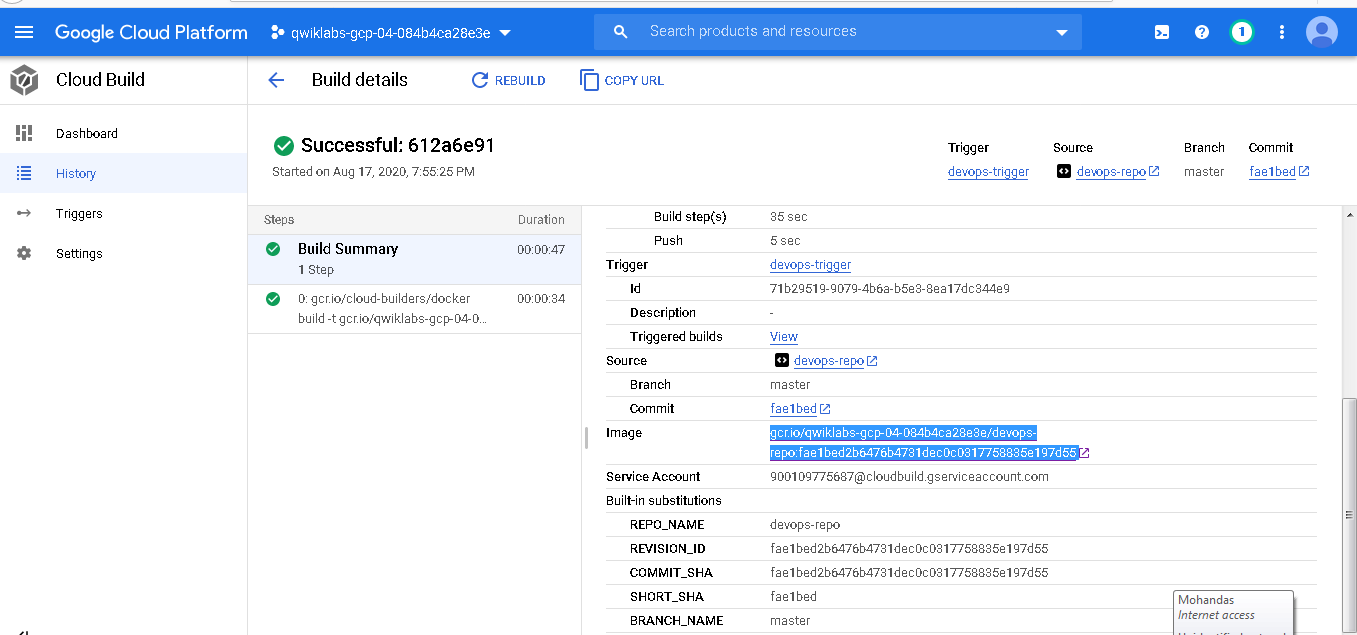 Google Cloud Platform
qwiklabs-gcp-04-084b4ca28e3e
Search products and resources
1
Cloud Build
Build details
REBUILD
COPY URL
Dashboard
History
Triggers
Settings
Successful: 612a6e91
Started on Aug 17, 2020, 7:55:25 PM
Trigger Source Branch Commit
devops-trigger devops-repo master fae1bed
Steps Duration
Build Summary 00:00:47
1 Step
0: gcr.io/cloud-builders/docker 00:00:34
build -t gcr.io/qwiklabs-gcp-04-0...
Build step(s) 35 sec
Push 5 sec
Trigger devops-trigger
Id 71b29519-9079-4b6a-b5e3-8ea17dc344e9
Description -
Triggered builds View
Source devops-repo
Branch master
Commit fae1bed
Image gcr.io/qwiklabs-gcp-04-084b4ca28e3e/devops-
repo:fae1bed2b6476b4731dec0c0317758835e197d55
Service Account 900109775687@cloudbuild.gserviceaccount.com
Built-in substitutions
REPO_NAME devops-repo
REVISION_ID fae1bed2b6476b4731dec0c0317758835e197d55
COMMIT_SHA fae1bed2b6476b4731dec0c0317758835e197d55
SHORT_SHA fae1bed
BRANCH_NAME master
Mohandas
Internet access